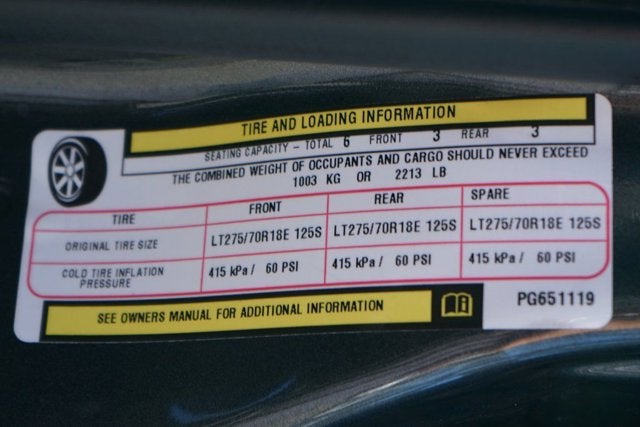 TIRE AND LOADING INFORMATION
SEATING CAPACITY - TOTAL 6 FRONT 3 REAR 3
THE COMBINED WEIGHT OF OCCUPANTS AND CARGO SHOULD NEVER EXCEED
1003 KG OR 2213 LB
TIRE FRONT REAR SPARE
ORIGINAL TIRE SIZE LT275/70R18E 125S LT275/70R18E 125S LT275/70R18E 125S
COLD TIRE INFLATION
PRESSURE 415 kPa / 60 PSI 415 kPa / 60 PSI 415 kPa / 60 PSI
SEE OWNERS MANUAL FOR ADDITIONAL INFORMATION
PG651119